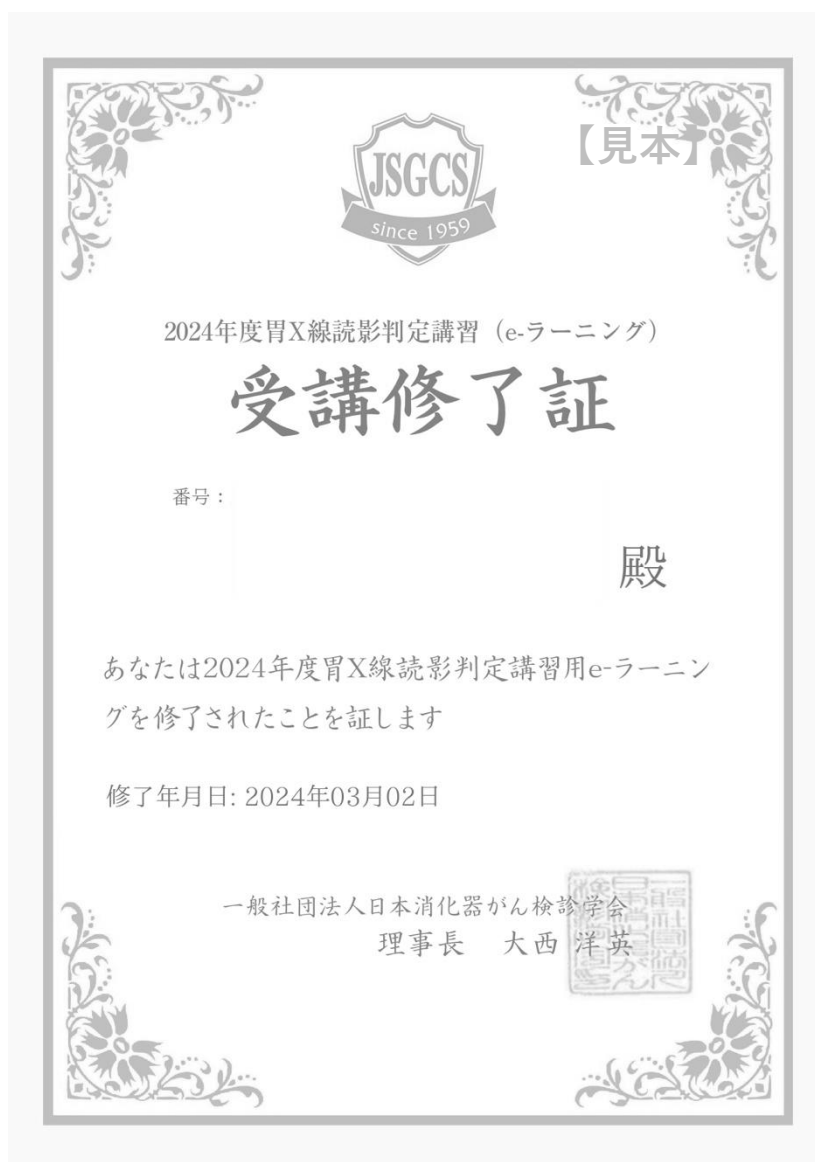 【見本】
JSGCS
since 1959
2024年度胃X線読影判定講習（e-ラーニング）
受講修了証
番号：
殿
あなたは2024年度胃X線読影判定講習用e-ラーニン
グを修了されたことを証します
修了年月日: 2024年03月02日
一般社団法人日本消化器がん検診学会
理事長　大西 洋英